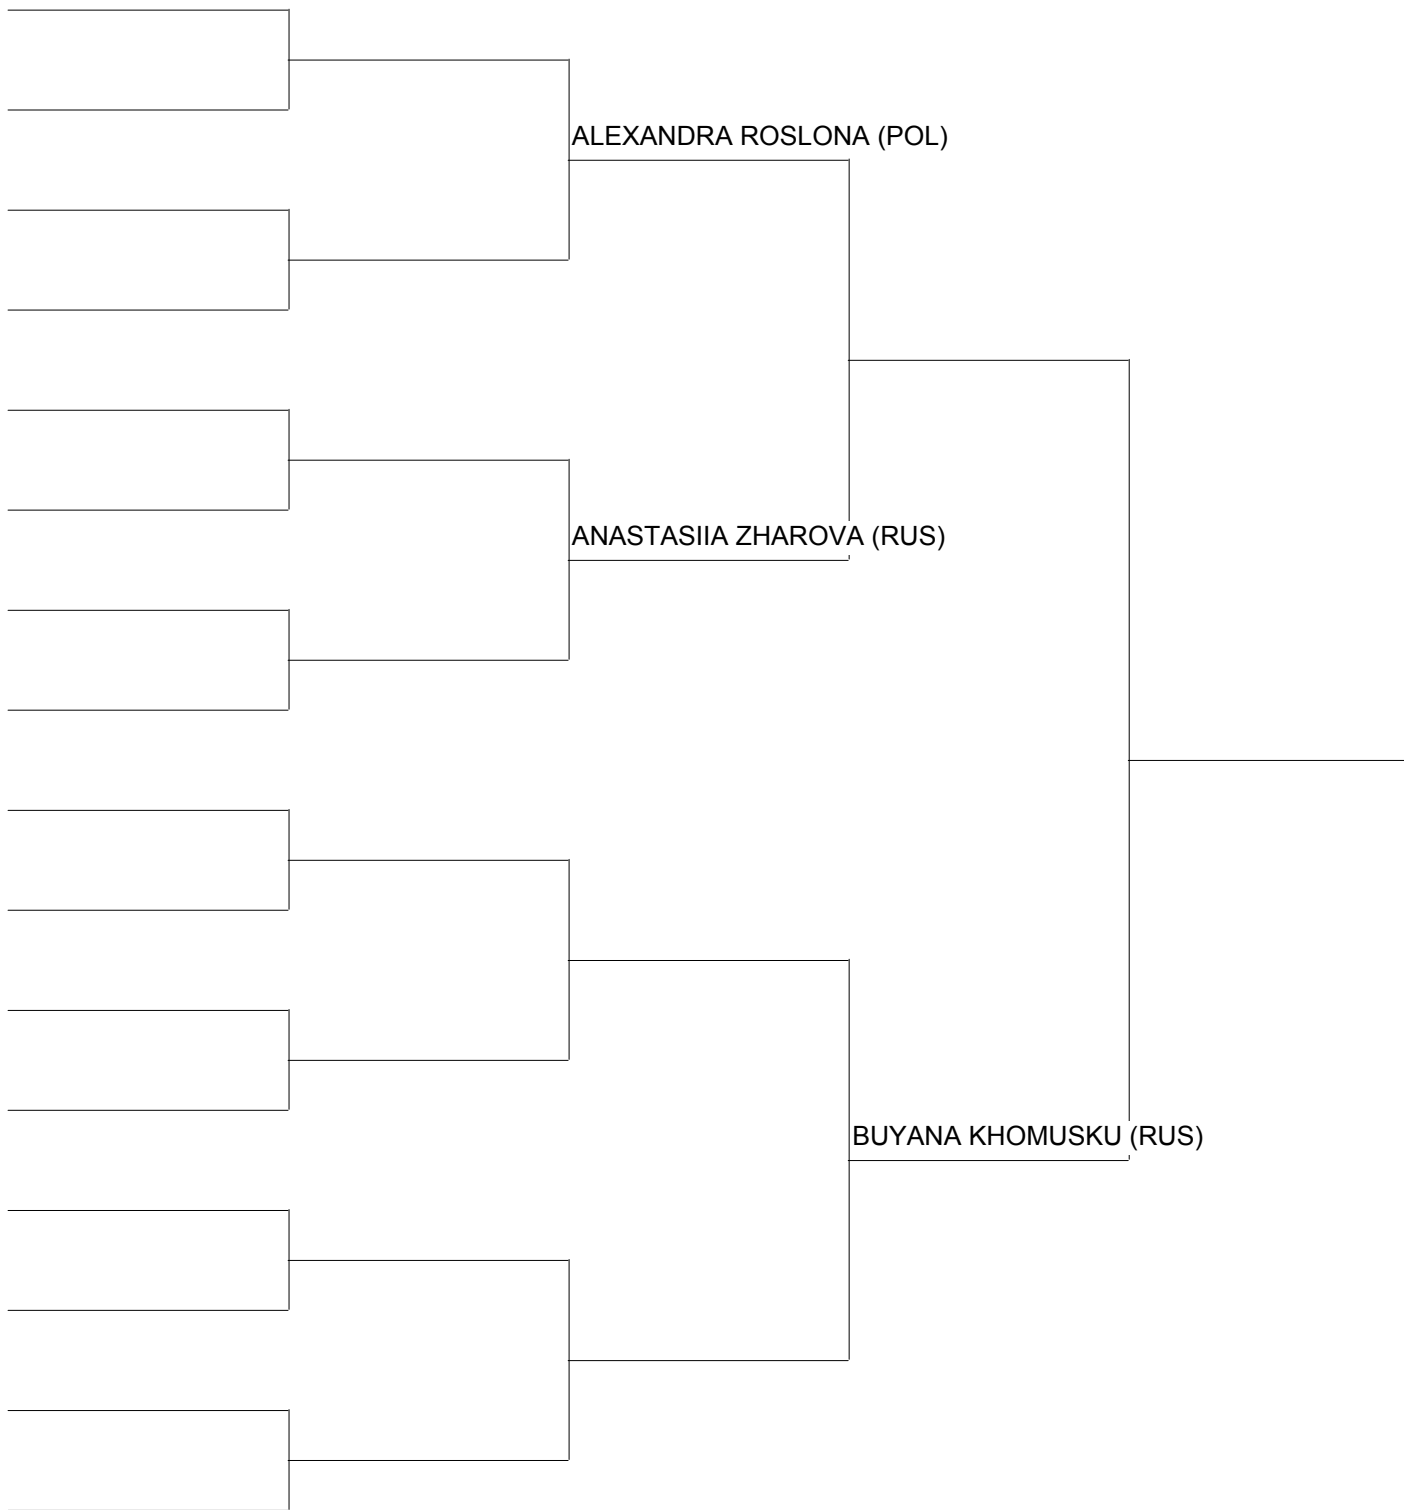 ALEXANDRA ROSLONA (POL)
ANASTASIIA ZHAROVA (RUS)
BUYANA KHOMUSKU (RUS)